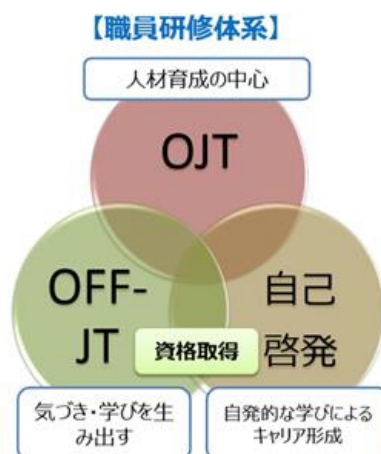 【職員研修体系】
人材育成の中心
OJT
OFF-
JT
自己
啓発
資格取得
気づき・学びを生
み出す
自発的な学びによる
キャリア形成